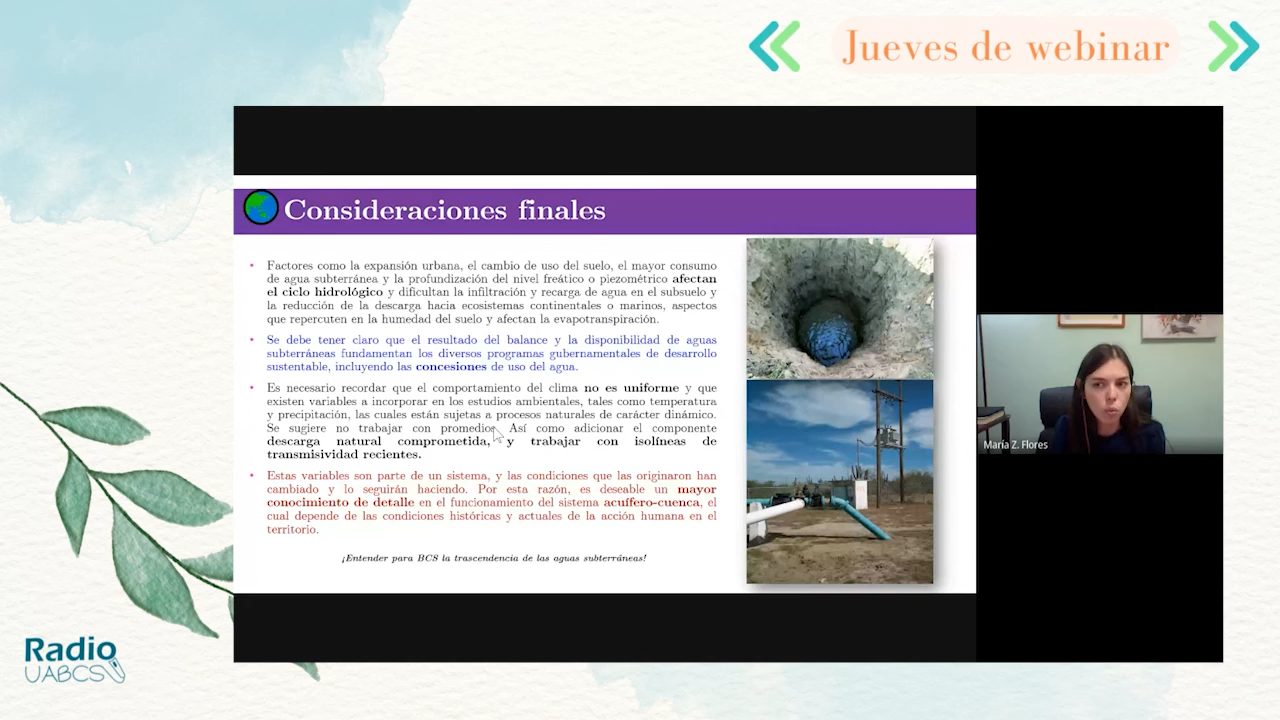 Jueves de webinar
Consideraciones finales
• Factores como la expansión urbana, el cambio de uso del suelo, el mayor consumo
de agua subterránea y la profundización del nivel freático o piezométrico afectan
el ciclo hidrológico y dificultan la infiltración y recarga de agua en el subsuelo y
la reducción de la descarga hacia ecosistemas continentales o marinos, aspectos
que repercuten en la humedad del suelo y afectan la evapotranspiración.
• Se debe tener claro que el resultado del balance y la disponibilidad de aguas
subterráneas fundamentan los diversos programas gubernamentales de desarrollo
sustentable, incluyendo las concesiones de uso del agua.
• Es necesario recordar que el comportamiento del clima no es uniforme y que
existen variables a incorporar en los estudios ambientales, tales como temperatura
y precipitación, las cuales están sujetas a procesos naturales de carácter dinámico.
Se sugiere no trabajar con promedios. Así como adicionar el componente
descarga natural comprometida, y trabajar con isolíneas de
transmisividad recientes.
• Estas variables son parte de un sistema, y las condiciones que las originaron han
cambiado y lo seguirán haciendo. Por esta razón, es deseable un mayor
conocimiento de detalle en el funcionamiento del sistema acuífero-cuenca, el
cual depende de las condiciones históricas y actuales de la acción humana en el
territorio.
¡Entender para BCS la trascendencia de las aguas subterráneas!
María Z. Flores
Radio
UABCS